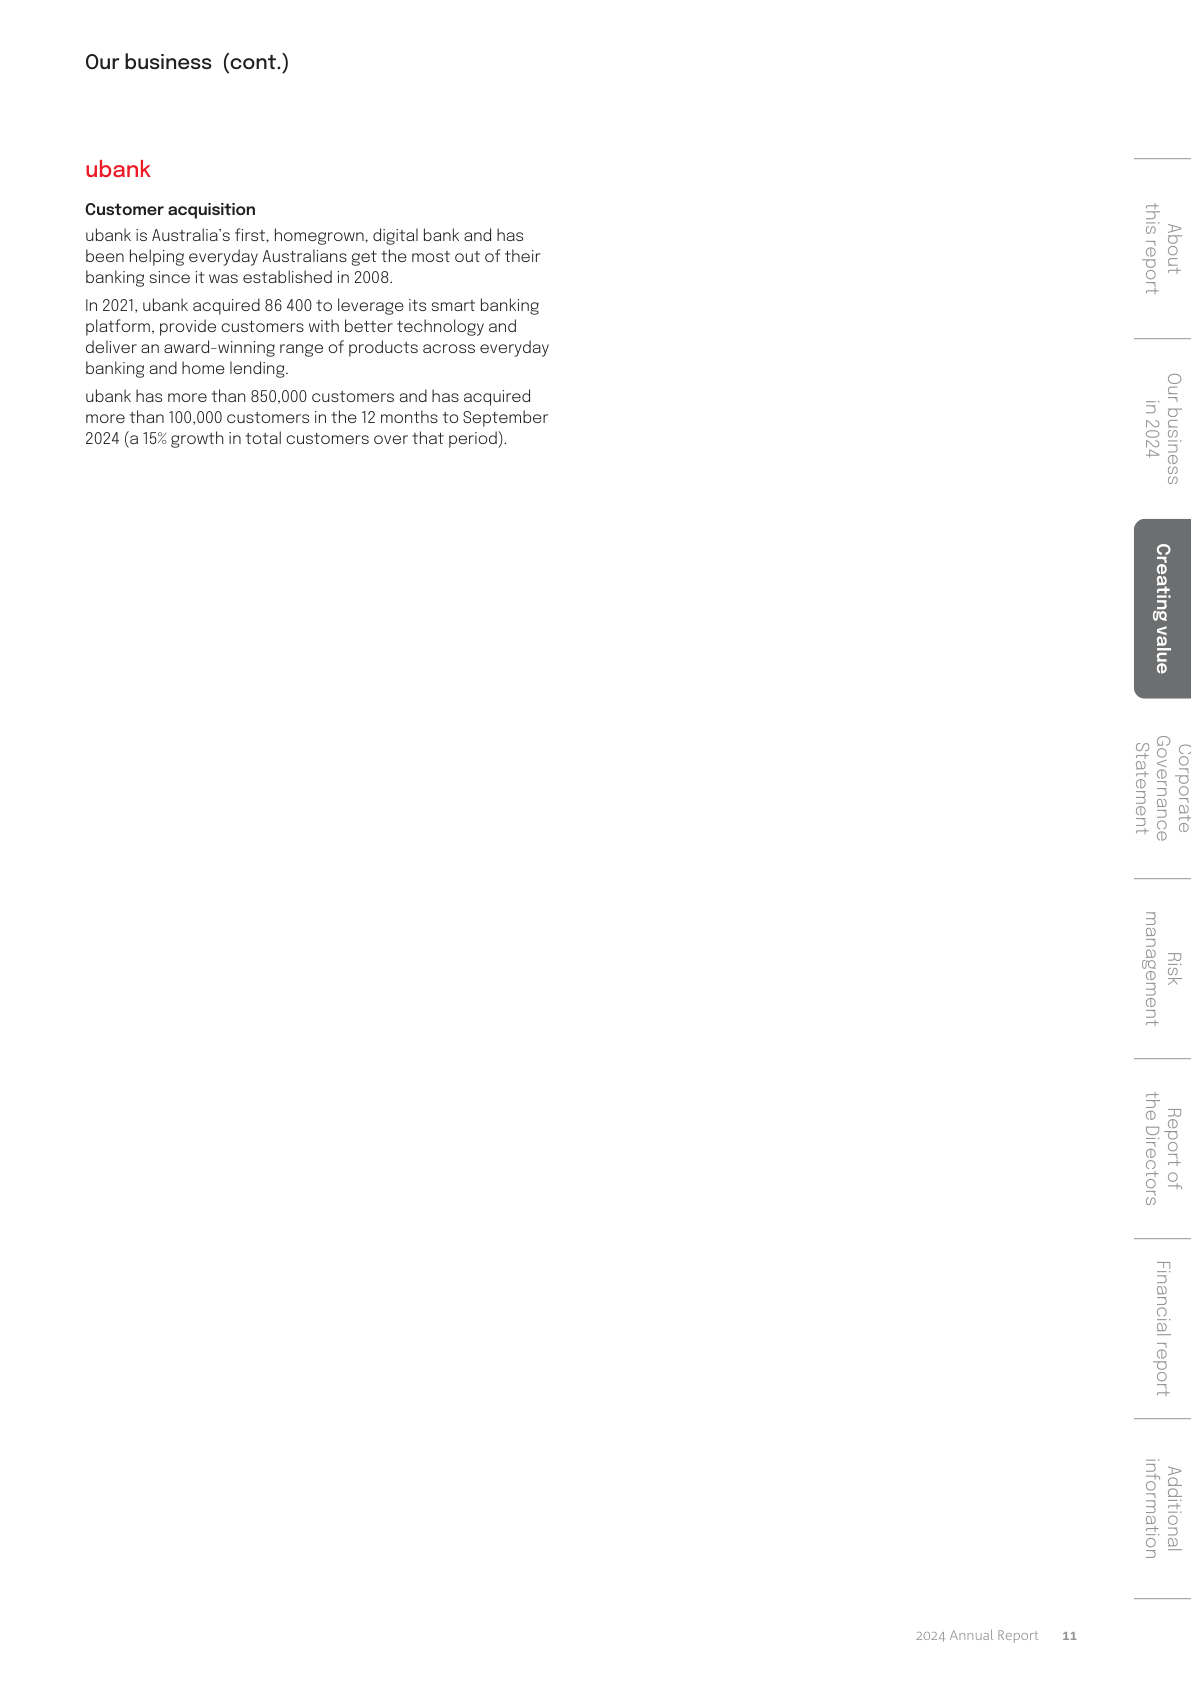 Our business (cont.)
ubank
Customer acquisition
ubank is Australia's first, homegrown, digital bank and has
been helping everyday Australians get the most out of their
banking since it was established in 2008.
In 2021, ubank acquired 86 400 to leverage its smart banking
platform, provide customers with better technology and
deliver an award-winning range of products across everyday
banking and home lending.
ubank has more than 850,000 customers and has acquired
more than 100,000 customers in the 12 months to September
2024 (a 15% growth in total customers over that period).
About
this report
Our business
in 2024
Creating value
Corporate
Governance
Statement
Risk
management
Report of
the Directors
Financial report
Additional
information
2024 Annual Report 11